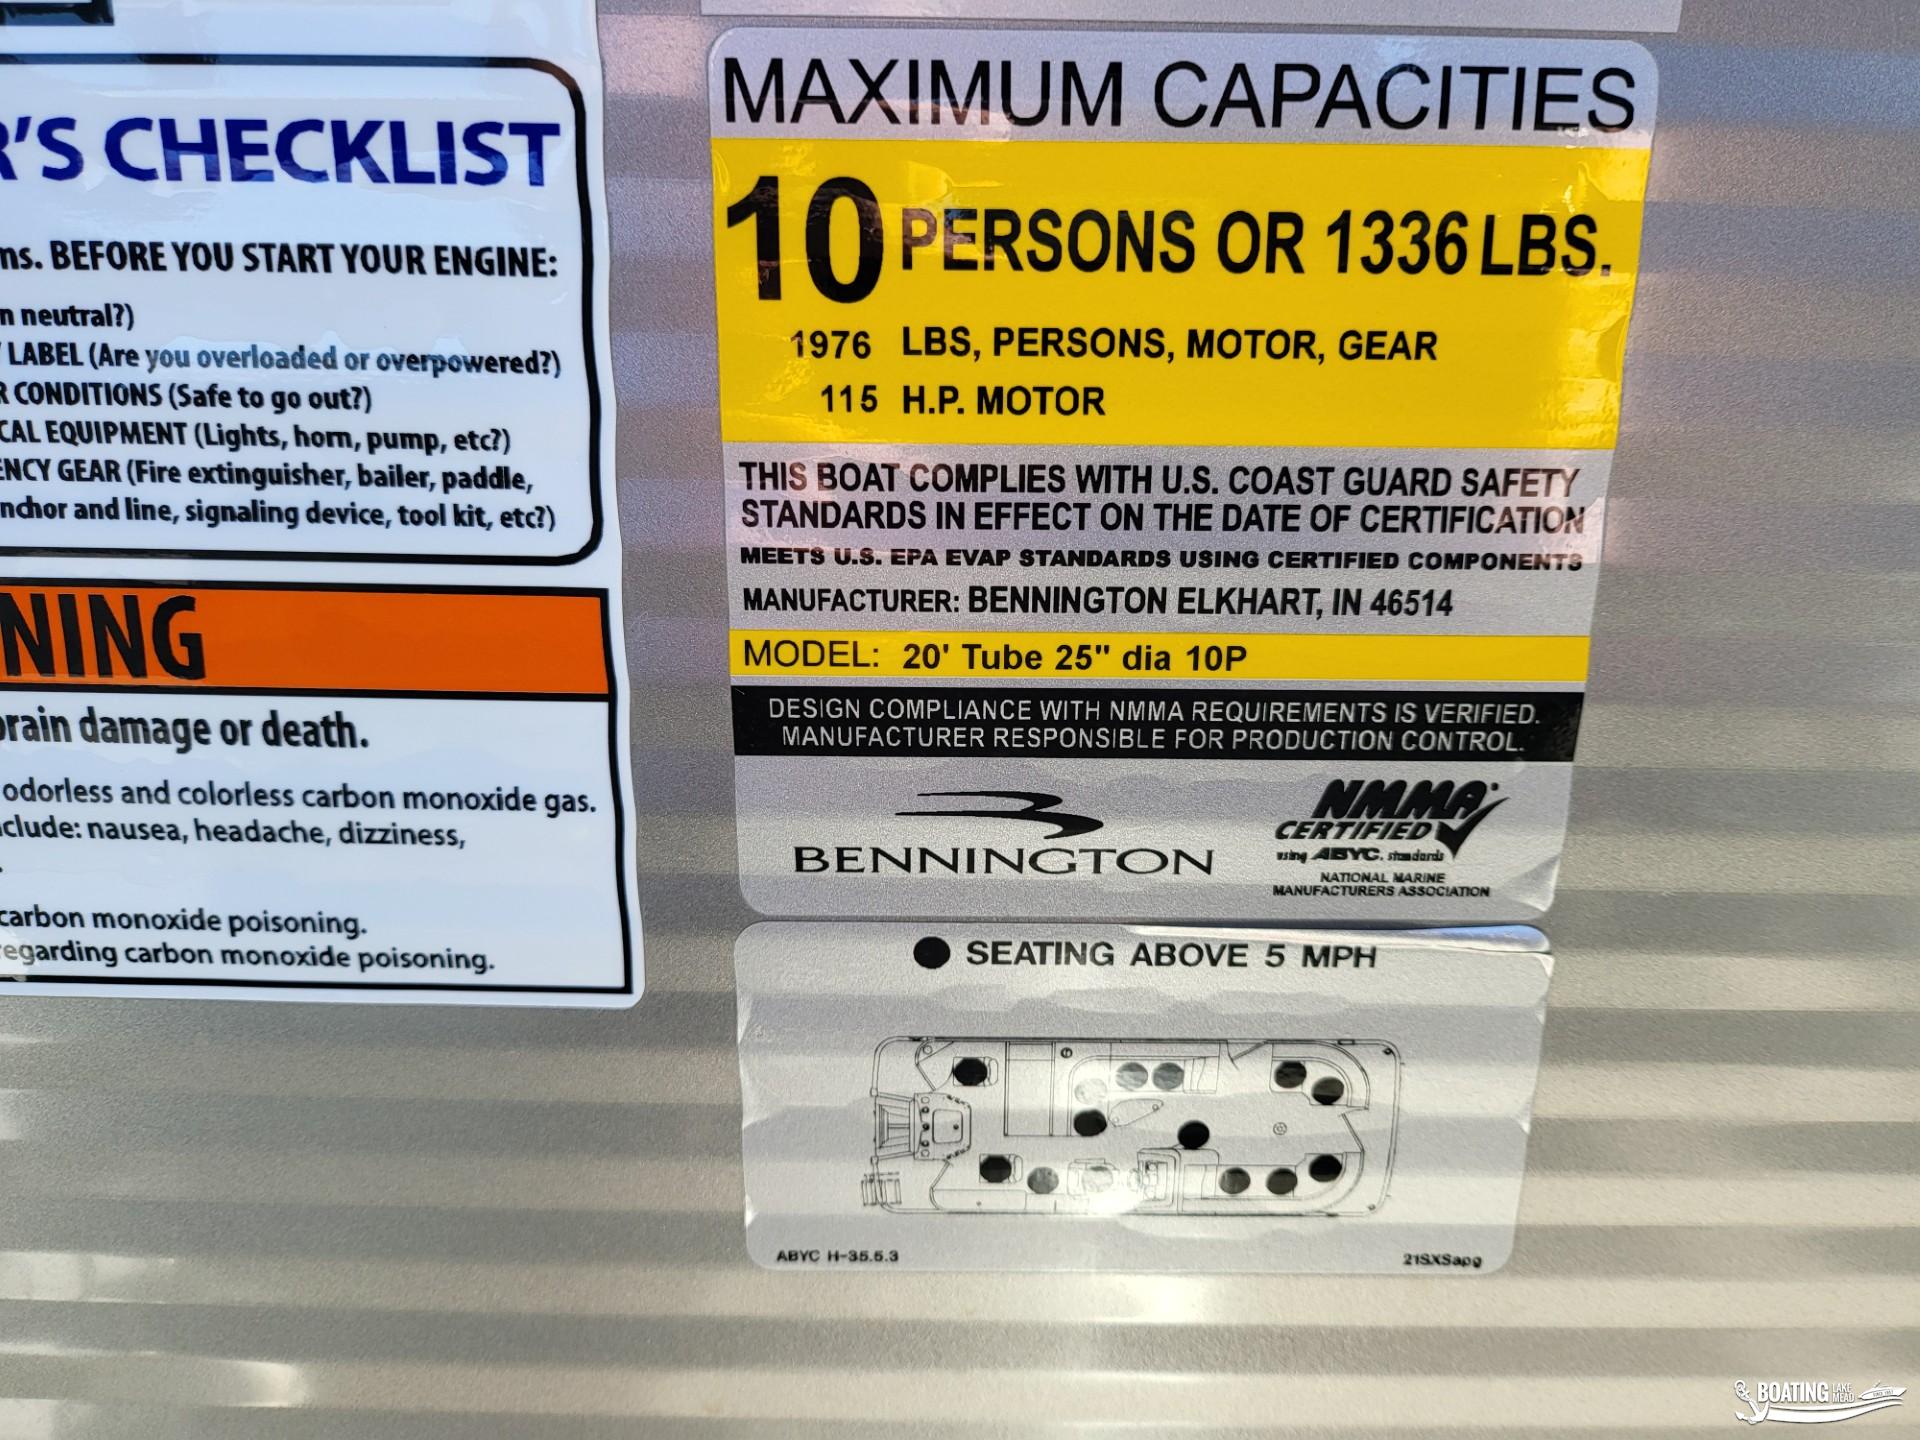 R'S CHECKLIST
ms. BEFORE YOU START YOUR ENGINE:
n neutral?)
LABEL (Are you overloaded or overpowered?)
R CONDITIONS (Safe to go out?)
CAL EQUIPMENT (Lights, horn, pump, etc?)
ENCY GEAR (Fire extinguisher, bailer, paddle,
nchor and line, signaling device, tool kit, etc?)
NING
brain damage or death.
odorless and colorless carbon monoxide gas.
clude: nausea, headache, dizziness,
carbon monoxide poisoning.
regarding carbon monoxide poisoning.
MAXIMUM CAPACITIES
10 PERSONS OR 1336 LBS.
1976 LBS, PERSONS, MOTOR, GEAR
115 H.P. MOTOR
THIS BOAT COMPLIES WITH U.S. COAST GUARD SAFETY
STANDARDS IN EFFECT ON THE DATE OF CERTIFICATION
MEETS U.S. EPA EVAP STANDARDS USING CERTIFIED COMPONENTS
MANUFACTURER: BENNINGTON ELKHART, IN 46514
MODEL: 20' Tube 25" dia 10P
DESIGN COMPLIANCE WITH NMMA REQUIREMENTS IS VERIFIED.
MANUFACTURER RESPONSIBLE FOR PRODUCTION CONTROL.
BENNINGTON
NMMA
CERTIFIED
using ABYC. standards
NATIONAL MARINE
MANUFACTURERS ASSOCIATION
SEATING ABOVE 5 MPH
ABYC H-35.5.3
21SXSapg
BOATING LAKE MEAD